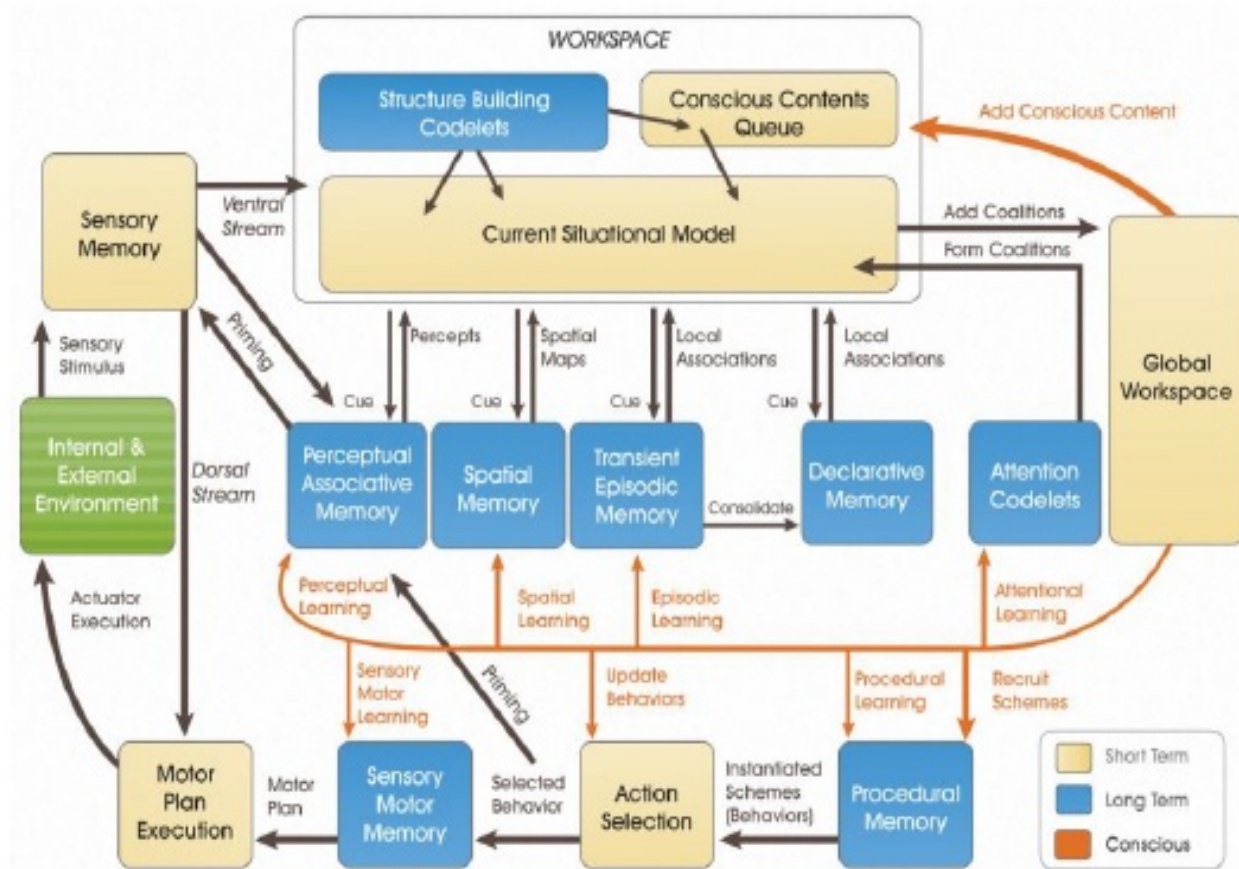 WORKSPACE
Structure Building
Codelets
Conscious Contents
Queue
Add Conscious Content
Sensory
Memory
Ventral
Stream
Current Situational Model
Add Coalitions
Form Coalitions
Global
Workspace
Sensory
Stimulus
Priming
Cue
Percepts
Cue
Spatial
Maps
Cue
Local
Associations
Cue
Local
Associations
Internal &
External
Environment
Dorsal
Stream
Perceptual
Associative
Memory
Spatial
Memory
Transient
Episodic
Memory
Consolidate
Declarative
Memory
Attention
Codelets
Actuator
Execution
Perceptual
Learning
Spatial
Learning
Episodic
Learning
Attentional
Learning
Sensory
Motor
Learning
Priming
Update
Behaviors
Procedural
Learning
Recruit
Schemes
Motor
Plan
Execution
Motor
Plan
Sensory
Motor
Memory
Selected
Behavior
Action
Selection
Instantiated
Schemes
(Behaviors)
Procedural
Memory
Short Term
Long Term
Conscious